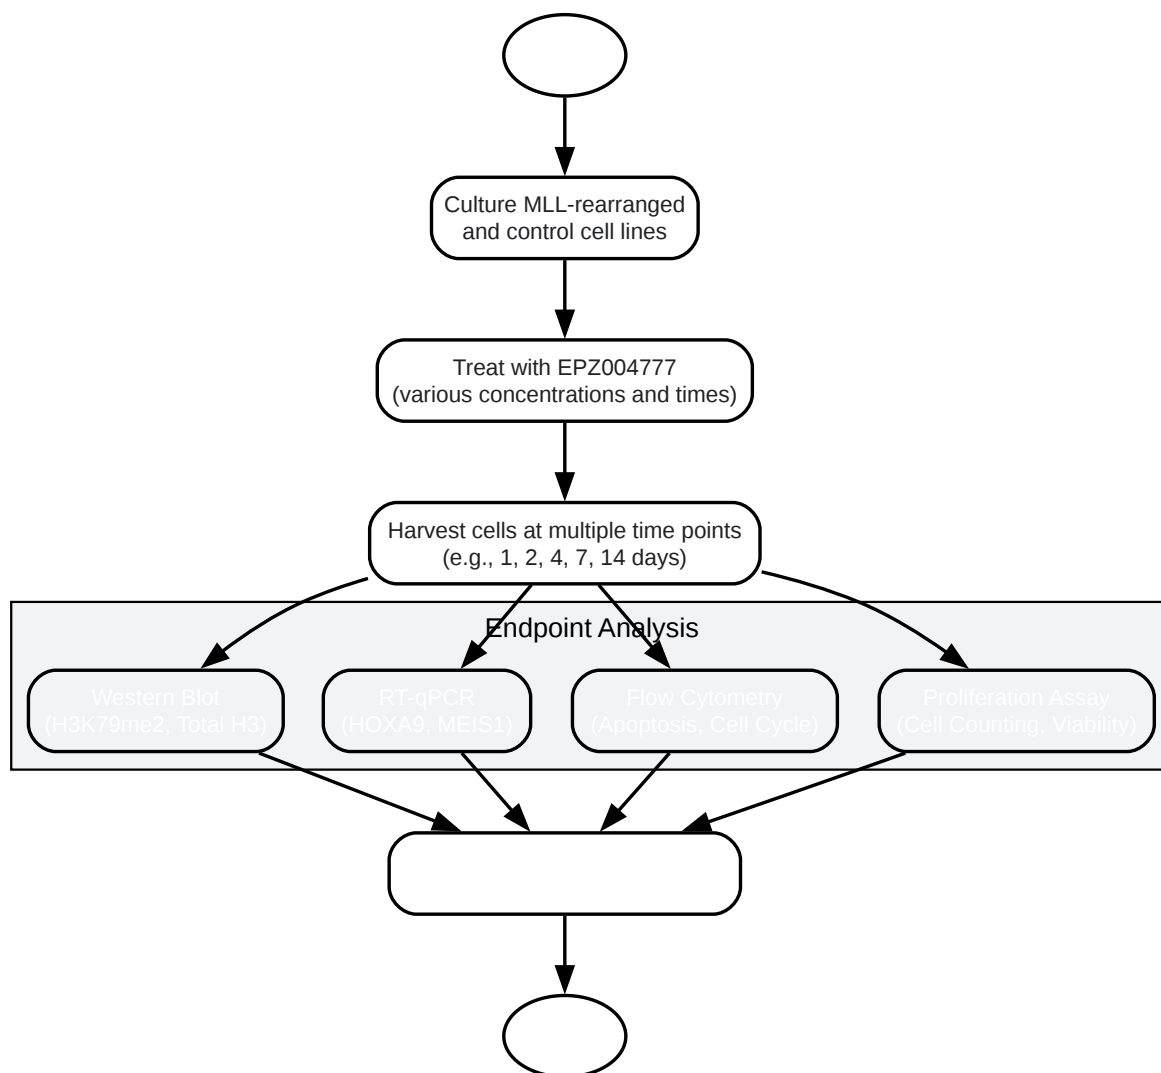 Culture MLL-rearranged
and control cell lines
Treat with EPZ004777
(various concentrations and times)
Harvest cells at multiple time points
(e.g., 1, 2, 4, 7, 14 days)
Endpoint Analysis
Western Blot
(H3K79me2, Total H3)
RT-qPCR
(HOXA9, MEIS1)
Flow Cytometry
(Apoptosis, Cell Cycle)
Proliferation Assay
(Cell Counting, Viability)